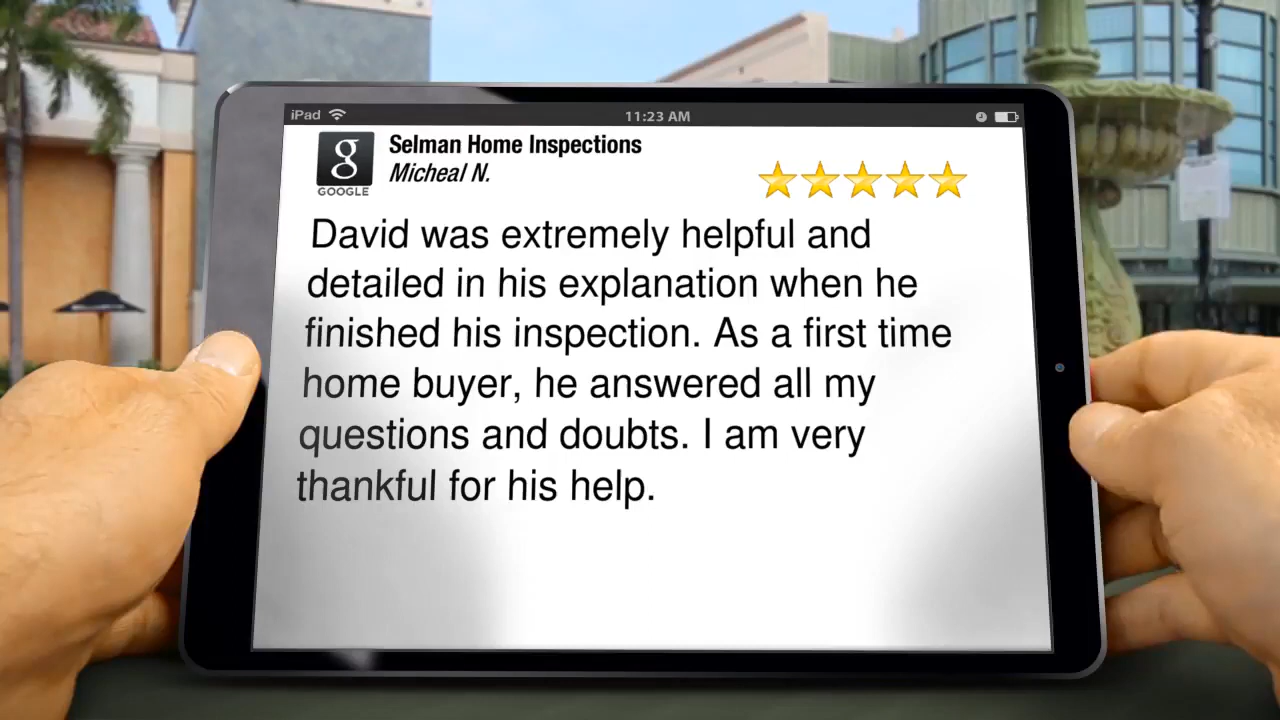 iPad 11:23 AM
g
GOOGLE
Selman Home Inspections
Micheal N.
David was extremely helpful and
detailed in his explanation when he
finished his inspection. As a first time
home buyer, he answered all my
questions and doubts. I am very
thankful for his help.